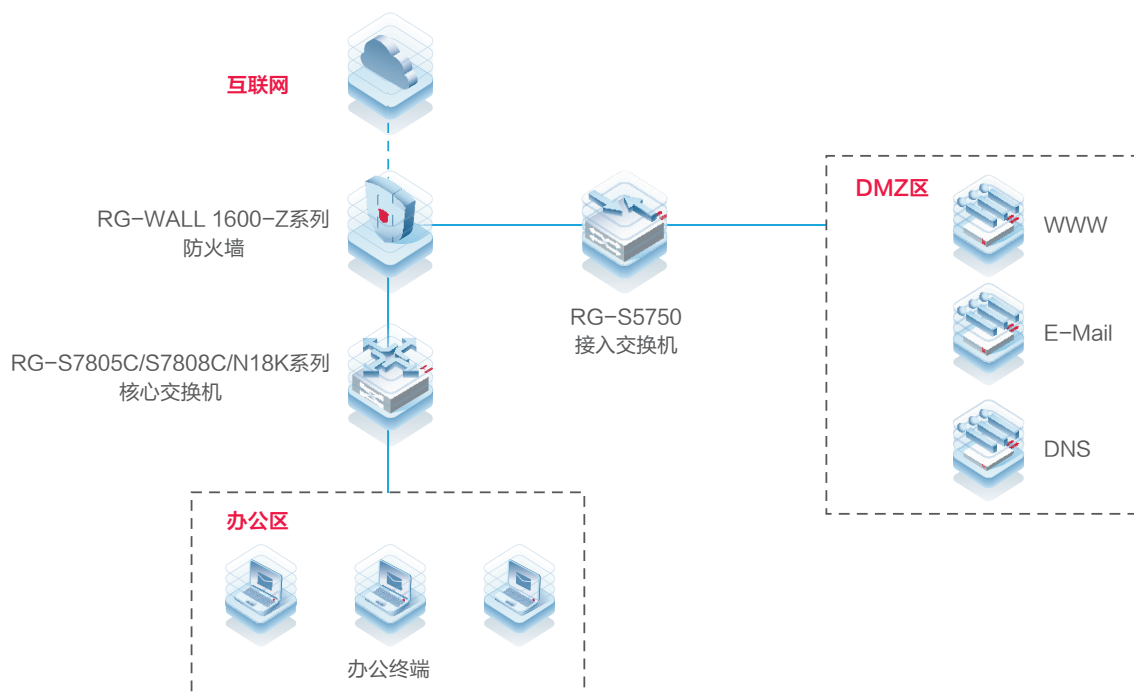 互联网
DMZ区
RG-WALL 1600-Z系列
防火墙
WWW
RG-S5750
接入交换机
E-Mail
RG-S7805C/S7808C/N18K系列
核心交换机
DNS
办公区
办公终端